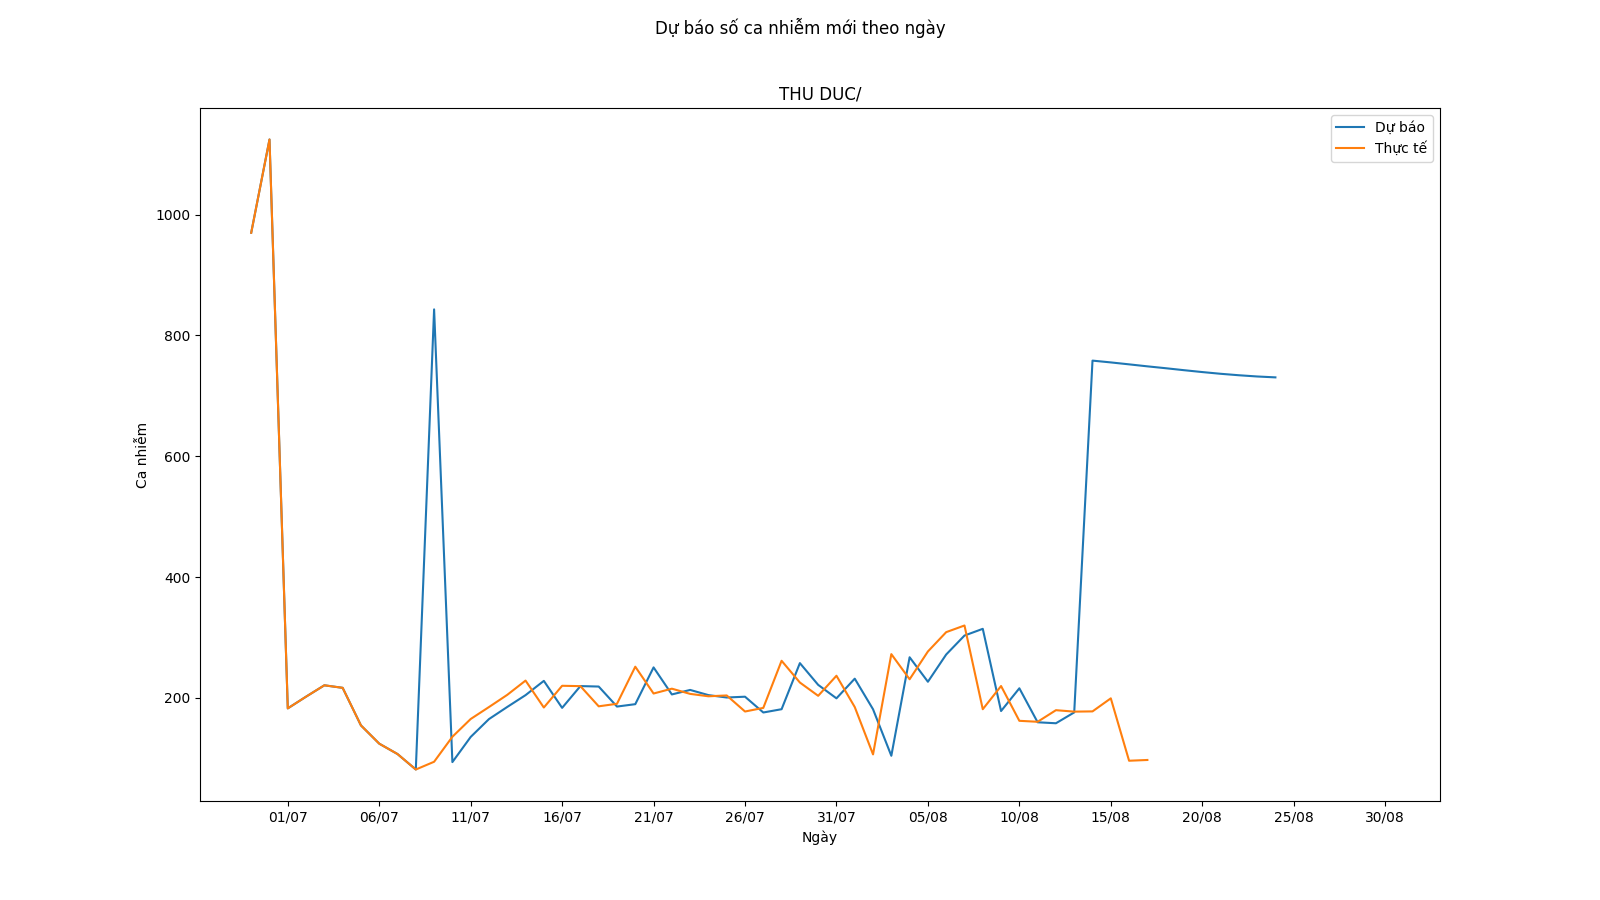 Dự báo số ca nhiễm mới theo ngày
THU DUC/
Dự báo
Thực tế
1000
800
600
400
200
Ca nhiễm
01/07 06/07 11/07 16/07 21/07 26/07 31/07 05/08 10/08 15/08 20/08 25/08 30/08
Ngày